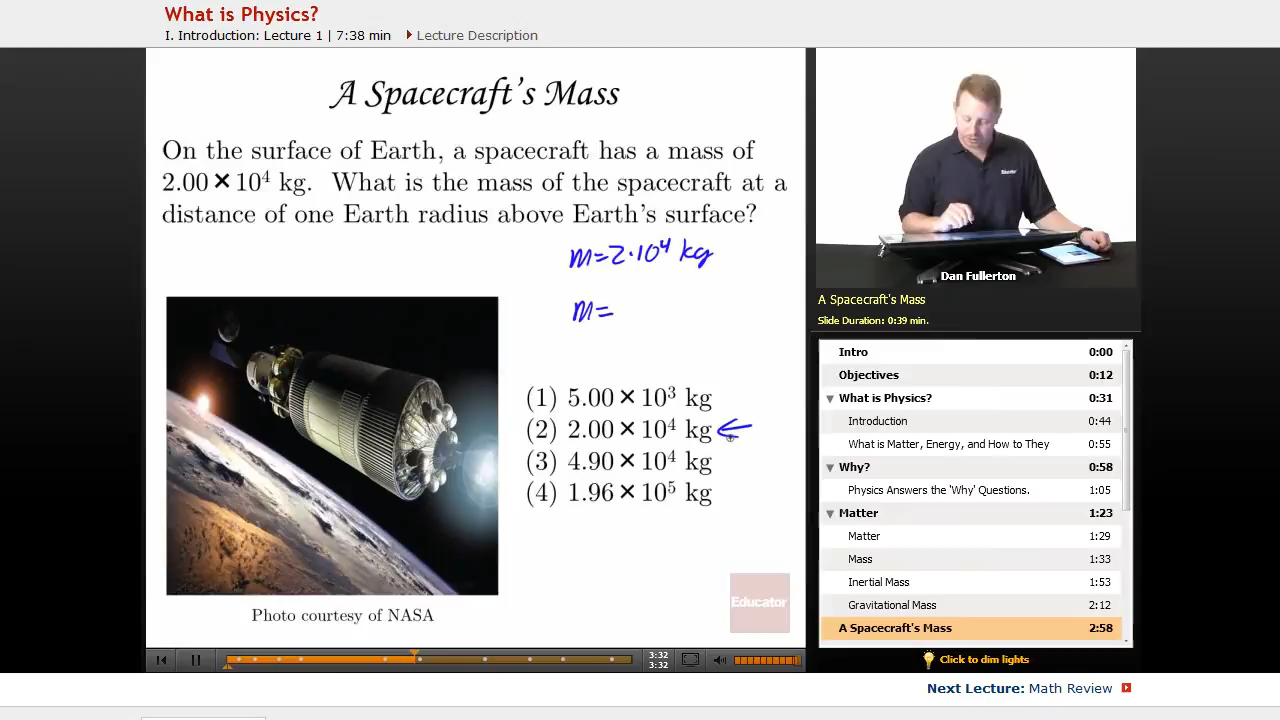 What is Physics?
I. Introduction: Lecture 1 | 7:38 min
Lecture Description
A Spacecraft's Mass
On the surface of Earth, a spacecraft has a mass of
2.00 × 10⁴ kg. What is the mass of the spacecraft at a
distance of one Earth radius above Earth's surface?
m=2·10⁴ kg
m=
(1) 5.00 × 10³ kg
(2) 2.00 × 10⁴ kg
(3) 4.90 × 10⁴ kg
(4) 1.96 × 10⁵ kg
Photo courtesy of NASA
Educator
Educator
Dan Fullerton
A Spacecraft's Mass
Slide Duration: 0:39 min.
Intro 0:00
Objectives 0:12
What is Physics? 0:31
Introduction 0:44
What is Matter, Energy, and How to They 0:55
Why? 0:58
Physics Answers the 'Why' Questions. 1:05
Matter 1:23
Matter 1:29
Mass 1:33
Inertial Mass 1:53
Gravitational Mass 2:12
A Spacecraft's Mass 2:58
3:32
3:32
Click to dim lights
Next Lecture: Math Review